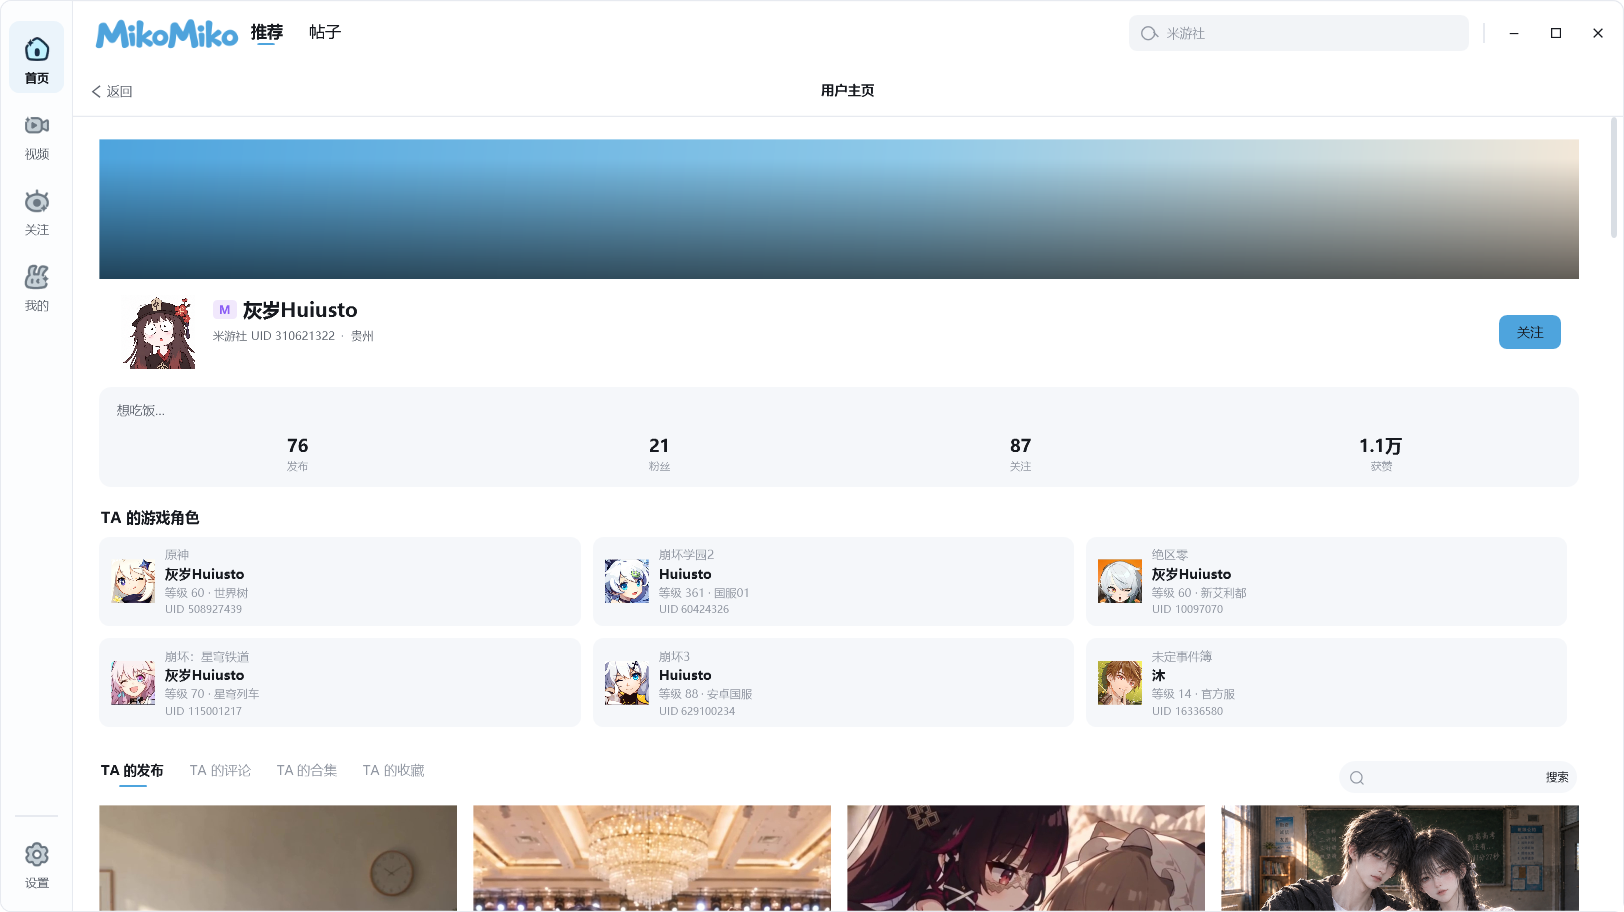 MikoMiko
推荐
帖子
米游社
首页
视频
关注
我的
设置
返回
用户主页
M 灰岁Huiusto
米游社 UID 310621322 · 贵州
关注
想吃饭...
76
发布
21
粉丝
87
关注
1.1万
获赞
TA 的游戏角色
原神
灰岁Huiusto
等级 60 · 世界树
UID 508927439
崩坏学园2
Huiusto
等级 361 · 国服01
UID 60424326
绝区零
灰岁Huiusto
等级 60 · 新艾利都
UID 10097070
崩坏：星穹铁道
灰岁Huiusto
等级 70 · 星穹列车
UID 115001217
崩坏3
Huiusto
等级 88 · 安卓国服
UID 629100234
未定事件簿
沐
等级 14 · 官方服
UID 16336580
TA 的发布
TA 的评论
TA 的合集
TA 的收藏
搜索